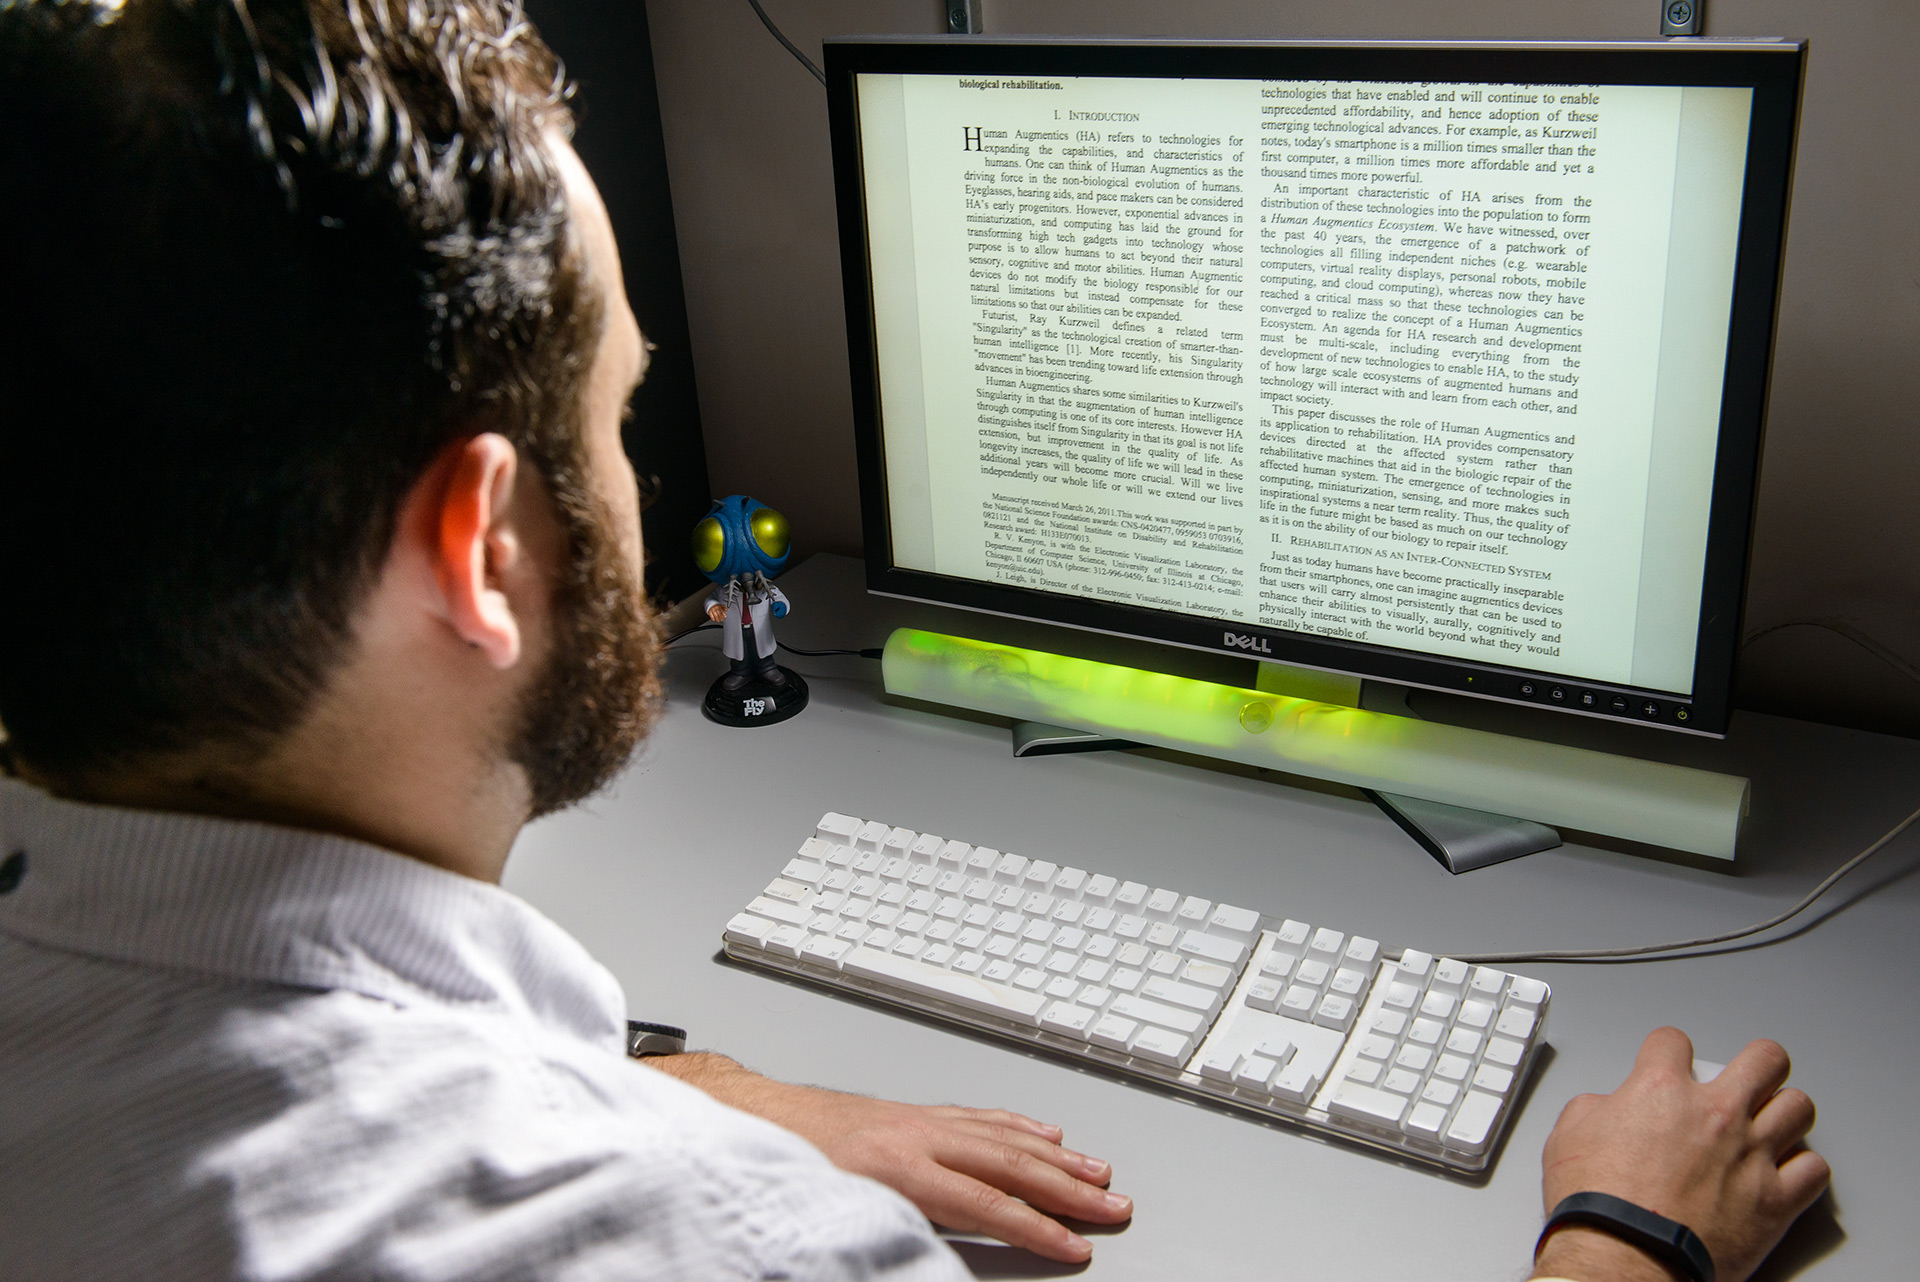 biological rehabilitation.
I. INTRODUCTION
Human Augmentics (HA) refers to technologies for
expanding the capabilities, and characteristics of
humans. One can think of Human Augmentics as the
driving force in the non-biological evolution of humans.
Eyeglasses, hearing aids, and pace makers can be considered
HA's early progenitors. However, exponential advances in
miniaturization, and computing has laid the ground for
transforming high tech gadgets into technology whose
purpose is to allow humans to act beyond their natural
sensory, cognitive and motor abilities. Human Augmentic
devices do not modify the biology responsible for our
natural limitations but instead compensate for these
limitations so that our abilities can be expanded.
Futurist, Ray Kurzweil defines a related term
"Singularity" as the technological creation of smarter-than-
human intelligence [1]. More recently, his Singularity
"movement" has been trending toward life extension through
advances in bioengineering.
Human Augmentics shares some similarities to Kurzweil's
Singularity in that the augmentation of human intelligence
through computing is one of its core interests. However HA
distinguishes itself from Singularity in that its goal is not life
extension, but improvement in the quality of life. As
longevity increases, the quality of life we will lead in these
additional years will become more crucial. Will we live
independently our whole life or will we extend our lives
Manuscript received March 26, 2011.This work was supported in part by
the National Science Foundation awards: CNS-0420477, 0959053 0703916,
0821121 and the National Institute on Disability and Rehabilitation
Research award: H133E070013.
R. V. Kenyon, is with the Electronic Visualization Laboratory, the
Department of Computer Science, University of Illinois at Chicago,
Chicago, Il 60607 USA (phone: 312-996-0450; fax: 312-413-0214; e-mail:
kenyon@uic.edu).
J. Leigh, is Director of the Electronic Visualization Laboratory, the
technologies that have enabled and will continue to enable
unprecedented affordability, and hence adoption of these
emerging technological advances. For example, as Kurzweil
notes, today's smartphone is a million times smaller than the
first computer, a million times more affordable and yet a
thousand times more powerful.
An important characteristic of HA arises from the
distribution of these technologies into the population to form
a Human Augmentics Ecosystem. We have witnessed, over
the past 40 years, the emergence of a patchwork of
technologies all filling independent niches (e.g. wearable
computers, virtual reality displays, personal robots, mobile
computing, and cloud computing), whereas now they have
reached a critical mass so that these technologies can be
converged to realize the concept of a Human Augmentics
Ecosystem. An agenda for HA research and development
must be multi-scale, including everything from the
development of new technologies to enable HA, to the study
of how large scale ecosystems of augmented humans and
technology will interact with and learn from each other, and
impact society.
This paper discusses the role of Human Augmentics and
its application to rehabilitation. HA provides compensatory
devices directed at the affected system rather than
rehabilitative machines that aid in the biologic repair of the
affected human system. The emergence of technologies in
computing, miniaturization, sensing, and more makes such
inspirational systems a near term reality. Thus, the quality of
life in the future might be based as much on our technology
as it is on the ability of our biology to repair itself.
II. REHABILITATION AS AN INTER-CONNECTED SYSTEM
Just as today humans have become practically inseparable
from their smartphones, one can imagine augmentics devices
that users will carry almost persistently that can be used to
enhance their abilities to visually, aurally, cognitively and
physically interact with the world beyond what they would
naturally be capable of.
DELL
The
Fly